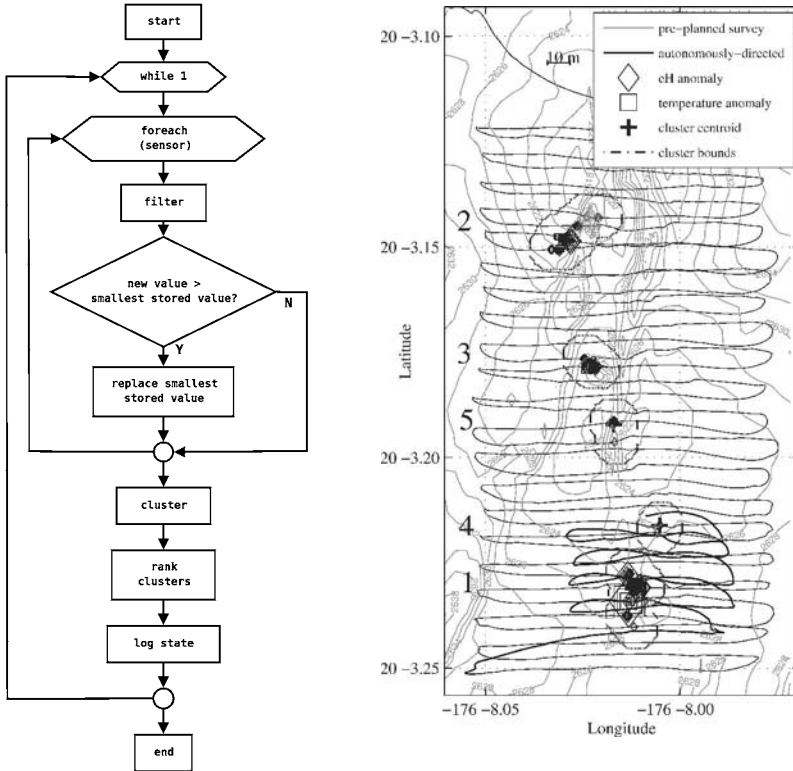 start
while 1
foreach
(sensor)
filter
new value >
smallest stored value?
N
Y
replace smallest
stored value
cluster
rank
clusters
log state
end
pre-planned survey
autonomously-directed
eH anomaly
temperature anomaly
cluster centroid
cluster bounds
10 m
20 −3.10
20 −3.15
20 −3.20
20 −3.25
Latitude
2
3
5
4
1
−176 −8.05
−176 −8.00
Longitude